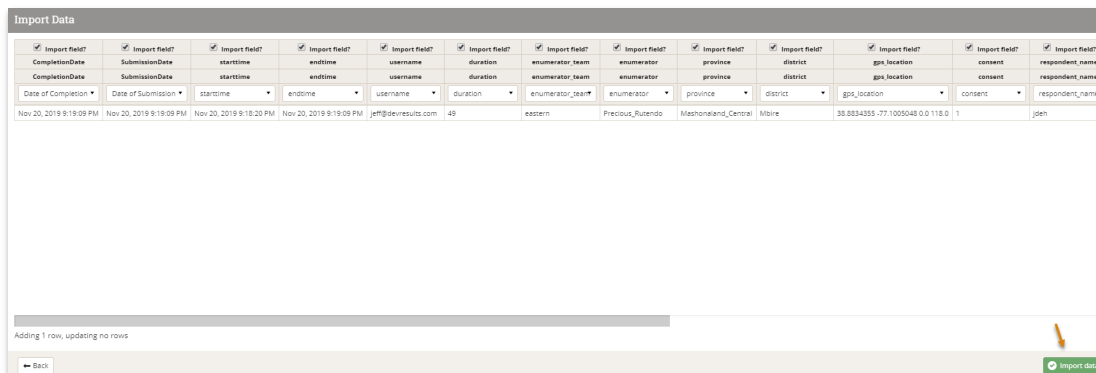 Import Data
Import field? Import field? Import field? Import field? Import field? Import field? Import field? Import field? Import field? Import field? Import field? Import field? Import field?
CompletionDate SubmissionDate starttime endtime username duration enumerator_team enumerator province district gps_location consent respondent_name
CompletionDate SubmissionDate starttime endtime username duration enumerator_team enumerator province district gps_location consent respondent_name
Date of Completion Date of Submission starttime endtime username duration enumerator_team enumerator province district gps_location consent respondent_name
Nov 20, 2019 9:19:09 PM Nov 20, 2019 9:19:09 PM Nov 20, 2019 9:18:20 PM Nov 20, 2019 9:19:09 PM jeff@devresults.com 49 eastern Precious_Rutendo Mashonaland_Central Mbire 38.8834355 -77.1005048 0.0 118.0 1 jdeh
Adding 1 row, updating no rows
Back Import data